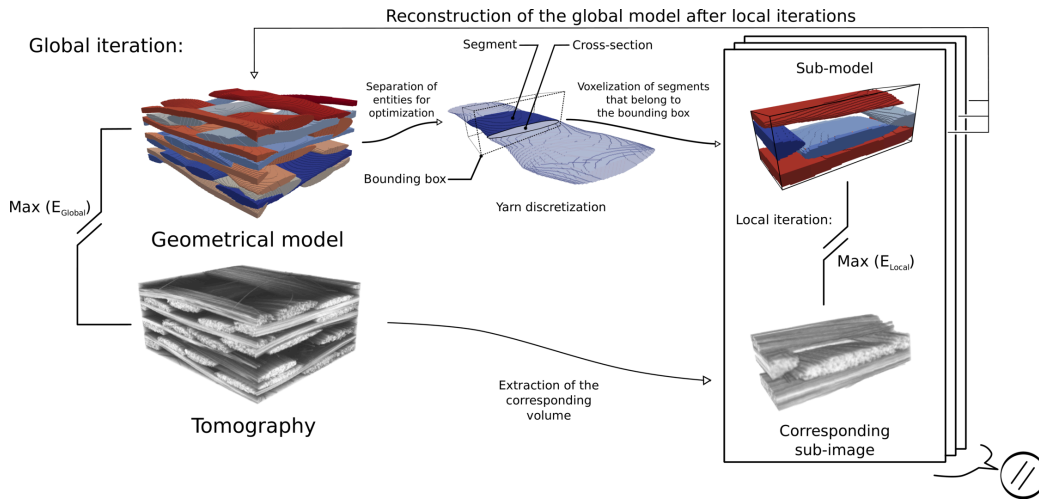 Reconstruction of the global model after local iterations
Global iteration:
Segment
Cross-section
Separation of
entities for
optimization
Voxelization of segments
that belong to
the bounding box
Sub-model
Bounding box
Yarn discretization
Max (E_Global)
Geometrical model
Local iteration:
Max (E_Local)
Extraction of the
corresponding
volume
Tomography
Corresponding
sub-image